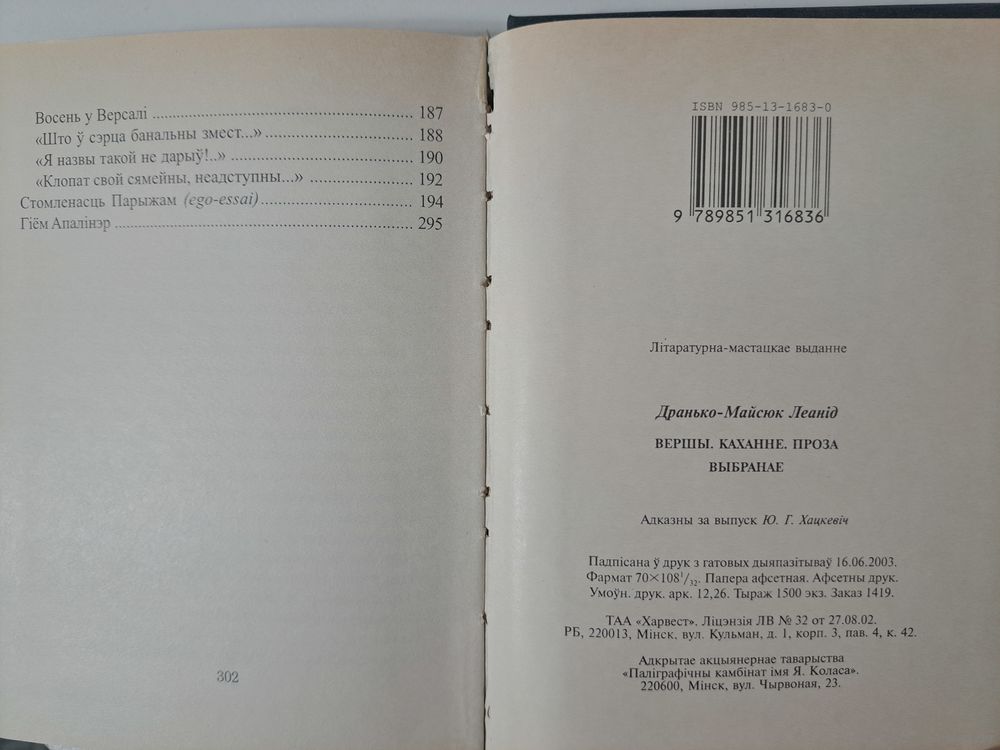 Восень у Версалі ........................................................ 187
«Што ў сэрца банальны змест...» ................................ 188
«Я назвы такой не дарыў!..» ........................................ 190
«Клопат свой сямейны, неадступны...» ....................... 192
Стомленасць Парыжам (ego-essai) ................................. 194
Гіём Апалінэр ................................................................ 295
302
ISBN 985-13-1683-0
9 789851 316836
Літаратурна-мастацкае выданне
Дранько-Майсюк Леанід
ВЕРШЫ. КАХАННЕ. ПРОЗА
ВЫБРАНАЕ
Адказны за выпуск Ю. Г. Хацкевіч
Падпісана ў друк з гатовых дыяпазітываў 16.06.2003.
Фармат 70×108¹/₃₂. Папера афсетная. Афсетны друк.
Умоўн. друк. арк. 12,26. Тыраж 1500 экз. Заказ 1419.
ТАА «Харвест». Ліцэнзія ЛВ № 32 от 27.08.02.
РБ, 220013, Мінск, вул. Кульман, д. 1, корп. 3, пав. 4, к. 42.
Адкрытае акцыянернае таварыства
«Паліграфічны камбінат імя Я. Коласа».
220600, Мінск, вул. Чырвоная, 23.